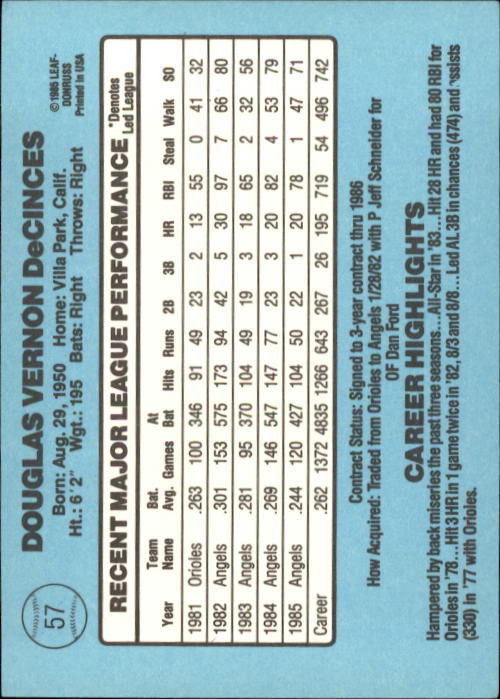 57
DOUGLAS VERNON DeCINCES
Born: Aug. 29, 1950 Home: Villa Park, Calif.
Ht.: 6'2" Wgt.: 195 Bats: Right Throws: Right
© 1985 LEAF-
DONRUSS
Printed in USA
RECENT MAJOR LEAGUE PERFORMANCE *Denotes
Led League
Year Team Name Bat. Avg. Games At Bat Hits Runs 2B 3B HR RBI Steal Walk SO
1981 Orioles .263 100 346 91 49 23 2 13 55 0 41 32
1982 Angels .301 153 575 173 94 42 5 30 97 7 66 80
1983 Angels .281 95 370 104 49 19 3 18 65 2 32 56
1984 Angels .269 146 547 147 77 23 3 20 82 4 53 79
1985 Angels .244 120 427 104 50 22 1 20 78 1 47 71
Career .262 1372 4835 1266 643 267 26 195 719 54 496 742
Contract Status: Signed to 3-year contract thru 1986
How Acquired: Traded from Orioles to Angels 1/28/82 with P Jeff Schneider for
OF Dan Ford
CAREER HIGHLIGHTS
Hampered by back miseries the past three seasons...All-Star in '83...Hit 28 HR and had 80 RBI for
Orioles in '78...Hit 3 HR in 1 game twice in '82, 8/3 and 8/8...Led AL 3B in chances (474) and assists
(330) in '77 with Orioles.